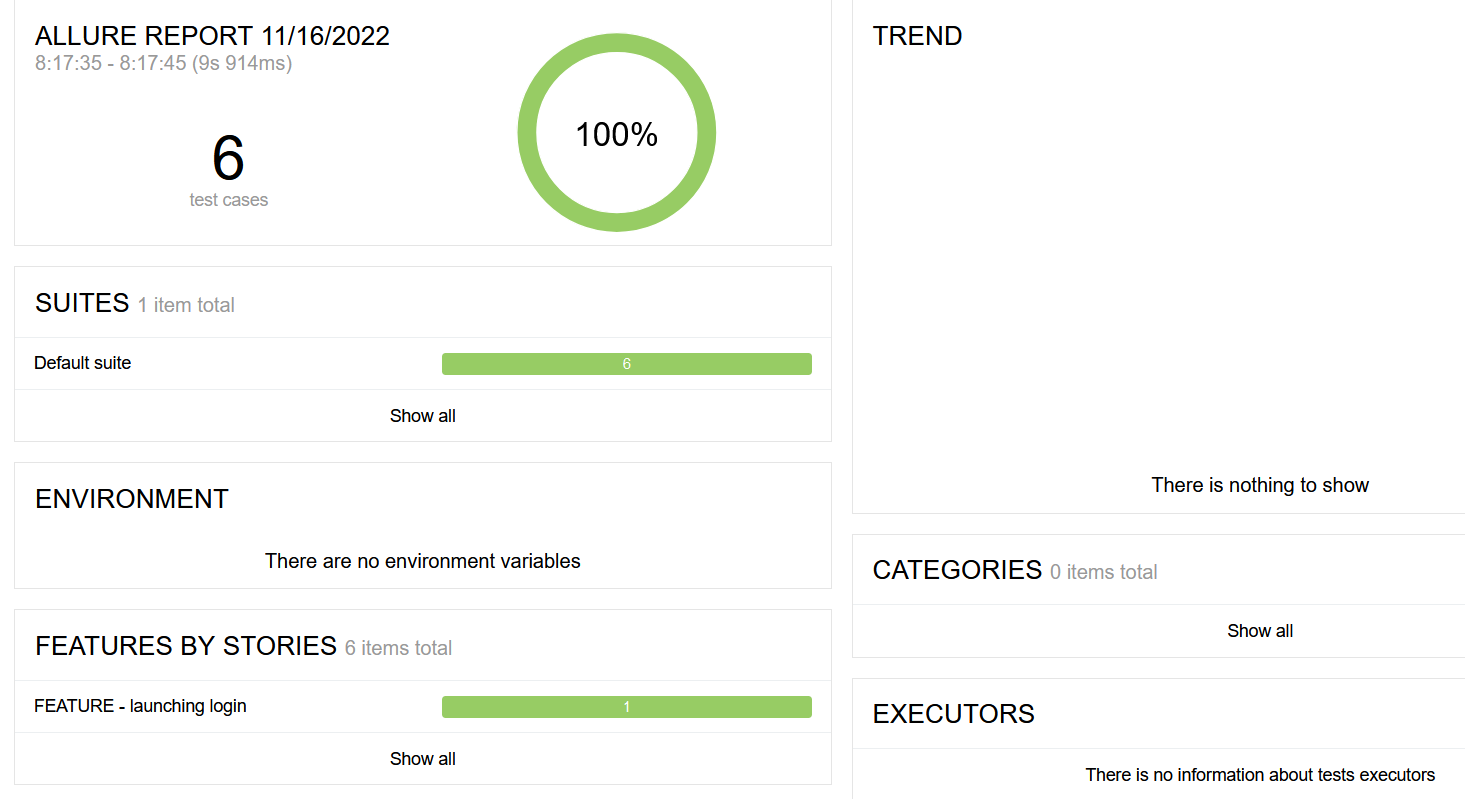 ALLURE REPORT 11/16/2022
8:17:35 - 8:17:45 (9s 914ms)
6
test cases
100%
SUITES 1 item total
Default suite 6
Show all
ENVIRONMENT
There are no environment variables
FEATURES BY STORIES 6 items total
FEATURE - launching login 1
Show all
TREND
There is nothing to show
CATEGORIES 0 items total
Show all
EXECUTORS
There is no information about tests executors